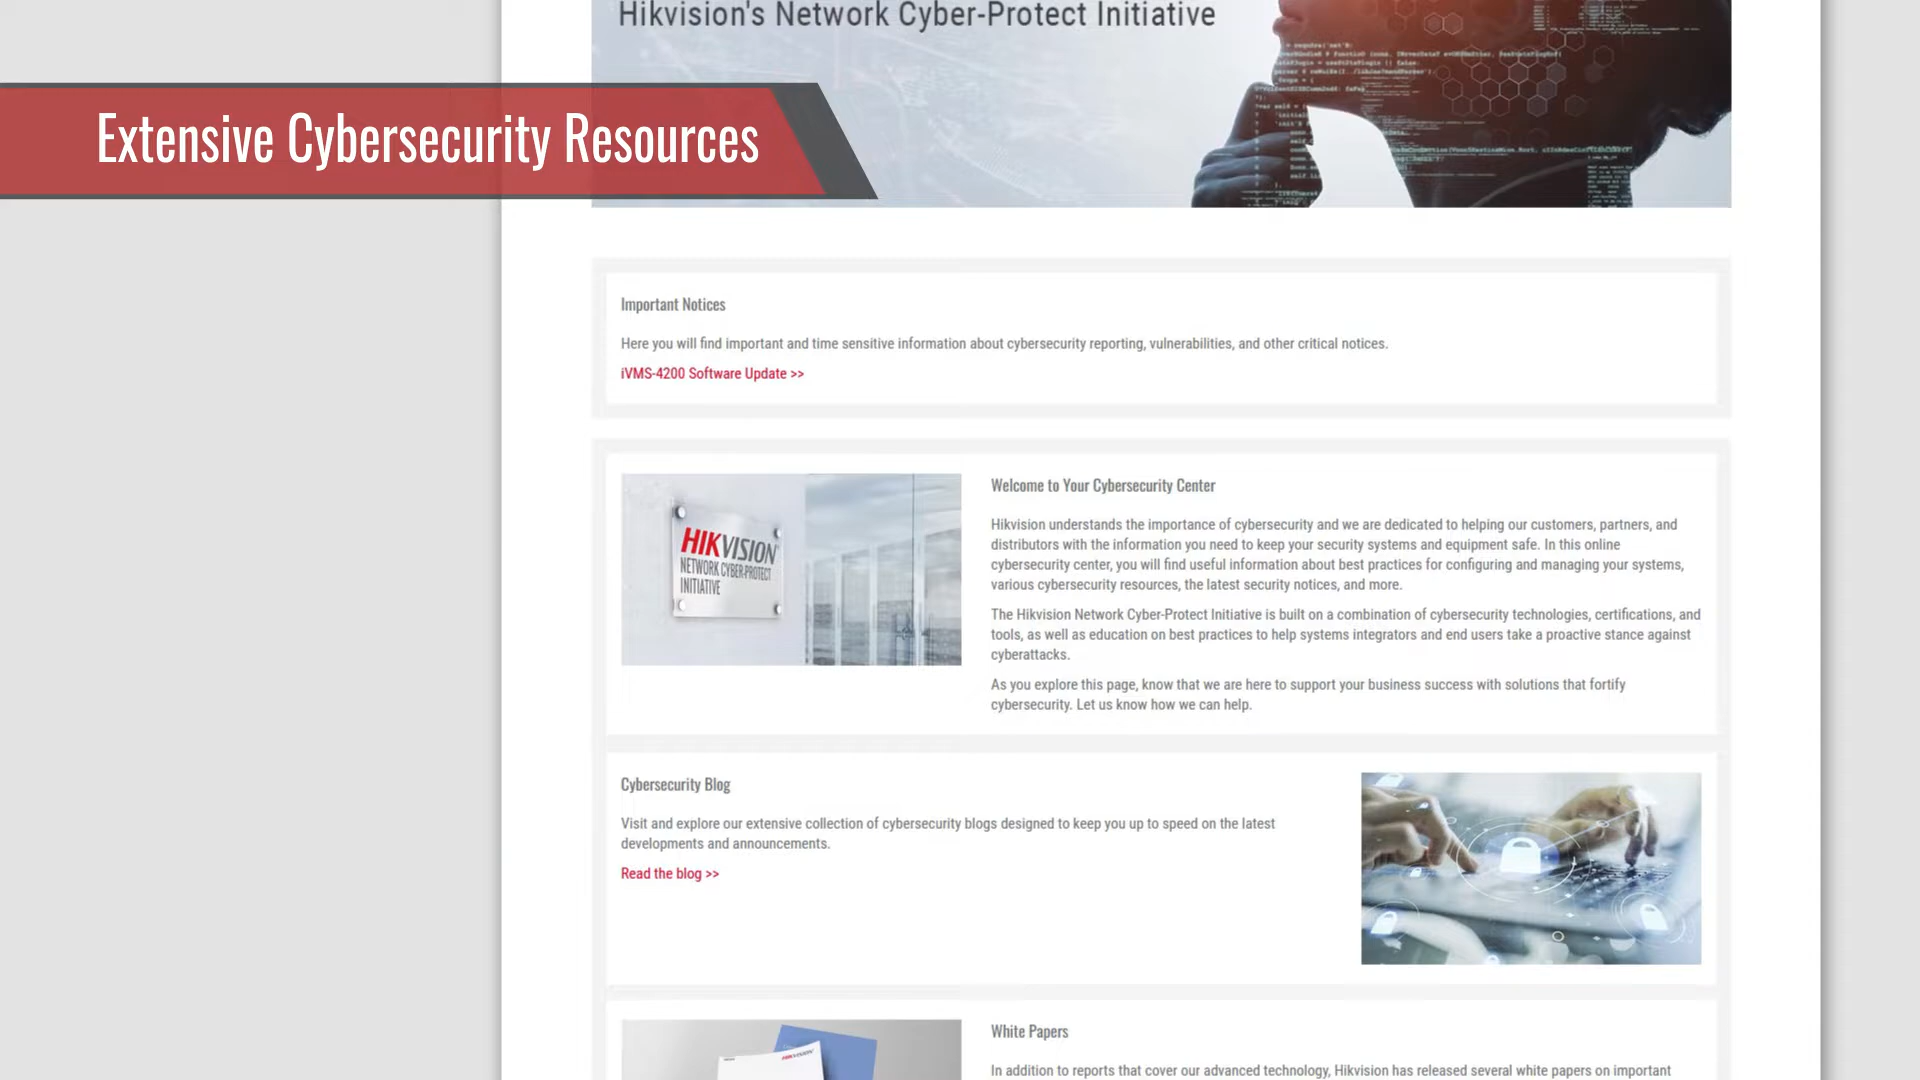 Hikvision's Network Cyber-Protect Initiative
Extensive Cybersecurity Resources
Important Notices
Here you will find important and time sensitive information about cybersecurity reporting, vulnerabilities, and other critical notices.
iVMS-4200 Software Update >>
HIKVISION
NETWORK CYBER-PROTECT
INITIATIVE
Welcome to Your Cybersecurity Center
Hikvision understands the importance of cybersecurity and we are dedicated to helping our customers, partners, and
distributors with the information you need to keep your security systems and equipment safe. In this online
cybersecurity center, you will find useful information about best practices for configuring and managing your systems,
various cybersecurity resources, the latest security notices, and more.
The Hikvision Network Cyber-Protect Initiative is built on a combination of cybersecurity technologies, certifications, and
tools, as well as education on best practices to help systems integrators and end users take a proactive stance against
cyberattacks.
As you explore this page, know that we are here to support your business success with solutions that fortify
cybersecurity. Let us know how we can help.
Cybersecurity Blog
Visit and explore our extensive collection of cybersecurity blogs designed to keep you up to speed on the latest
developments and announcements.
Read the blog >>
HIKVISION
White Papers
In addition to reports that cover our advanced technology, Hikvision has released several white papers on important